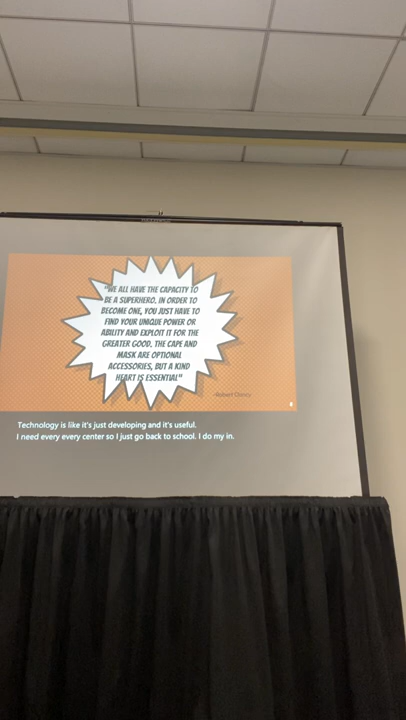 "WE ALL HAVE THE CAPACITY TO
BE A SUPERHERO. IN ORDER TO
BECOME ONE, YOU JUST HAVE TO
FIND YOUR UNIQUE POWER OR
ABILITY AND EXPLOIT IT FOR THE
GREATER GOOD. THE CAPE AND
MASK ARE OPTIONAL
ACCESSORIES, BUT A KIND
HEART IS ESSENTIAL"
-Robert Clancy
Technology is like it's just developing and it's useful.
I need every every center so I just go back to school. I do my in.